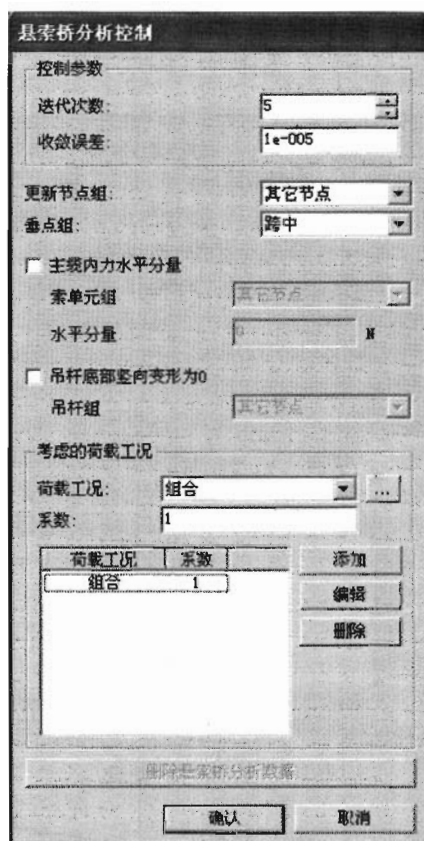 悬索桥分析控制
控制参数
迭代次数: 5
收敛误差: 1e-005
更新节点组: 其它节点
垂点组: 跨中
主缆内力水平分量
索单元组 其它节点
水平分量 0 N
吊杆底部竖向变形为0
吊杆组 其它节点
考虑的荷载工况
荷载工况: 组合 ...
系数: 1
荷载工况 系数 添加
组合 1
编辑
删除
删除悬索桥分析数据
确认 取消